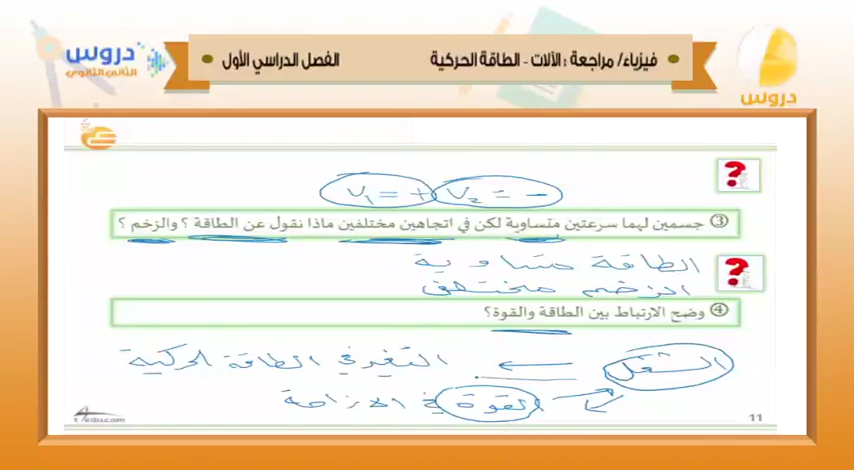 دروس
الثاني الثانوي
فيزياء/ مراجعة : الآلات - الطاقة الحركية
الفصل الدراسي الأول
دروس
V₁ = + V₂ = -
③ جسمين لهما سرعتين متساوية لكن في اتجاهين مختلفين ماذا نقول عن الطاقة ؟ والزخم ؟
الطاقة متساوية
الزخم مختلف
④ وضح الارتباط بين الطاقة والقوة؟
الشغل ← التغير في الطاقة الحركية
القوة في الازاحة
11